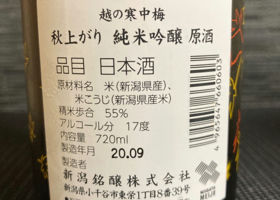 越の寒中梅
秋上がり 純米吟醸 原酒
品目 日本酒
原材料名 米(新潟県産)、
米こうじ(新潟県産米)
精米歩合 55%
アルコール分 17度
内容量 720ml
製造年月 20.09
製造者
新潟銘醸株式会社
新潟県小千谷市東栄1丁目8番39号
4965647660603